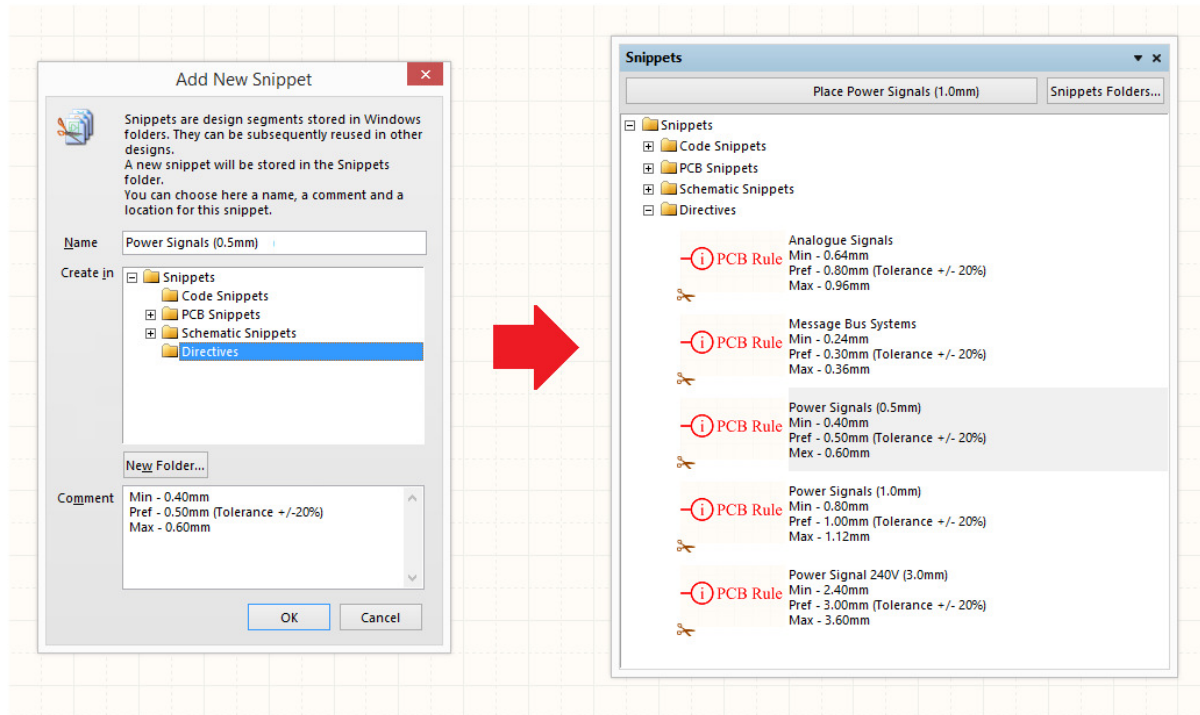 Add New Snippet
Snippets are design segments stored in Windows
folders. They can be subsequently reused in other
designs.
A new snippet will be stored in the Snippets
folder.
You can choose here a name, a comment and a
location for this snippet.
Name
Power Signals (0.5mm)
Create in
Snippets
Code Snippets
PCB Snippets
Schematic Snippets
Directives
New Folder...
Comment
Min - 0.40mm
Pref - 0.50mm (Tolerance +/-20%)
Max - 0.60mm
OK
Cancel
Snippets
Place Power Signals (1.0mm)
Snippets Folders...
Snippets
Code Snippets
PCB Snippets
Schematic Snippets
Directives
i PCB Rule
Analogue Signals
Min - 0.64mm
Pref - 0.80mm (Tolerance +/- 20%)
Max - 0.96mm
i PCB Rule
Message Bus Systems
Min - 0.24mm
Pref - 0.30mm (Tolerance +/- 20%)
Max - 0.36mm
i PCB Rule
Power Signals (0.5mm)
Min - 0.40mm
Pref - 0.50mm (Tolerance +/- 20%)
Mex - 0.60mm
i PCB Rule
Power Signals (1.0mm)
Min - 0.80mm
Pref - 1.00mm (Tolerance +/- 20%)
Max - 1.12mm
i PCB Rule
Power Signal 240V (3.0mm)
Min - 2.40mm
Pref - 3.00mm (Tolerance +/- 20%)
Max - 3.60mm